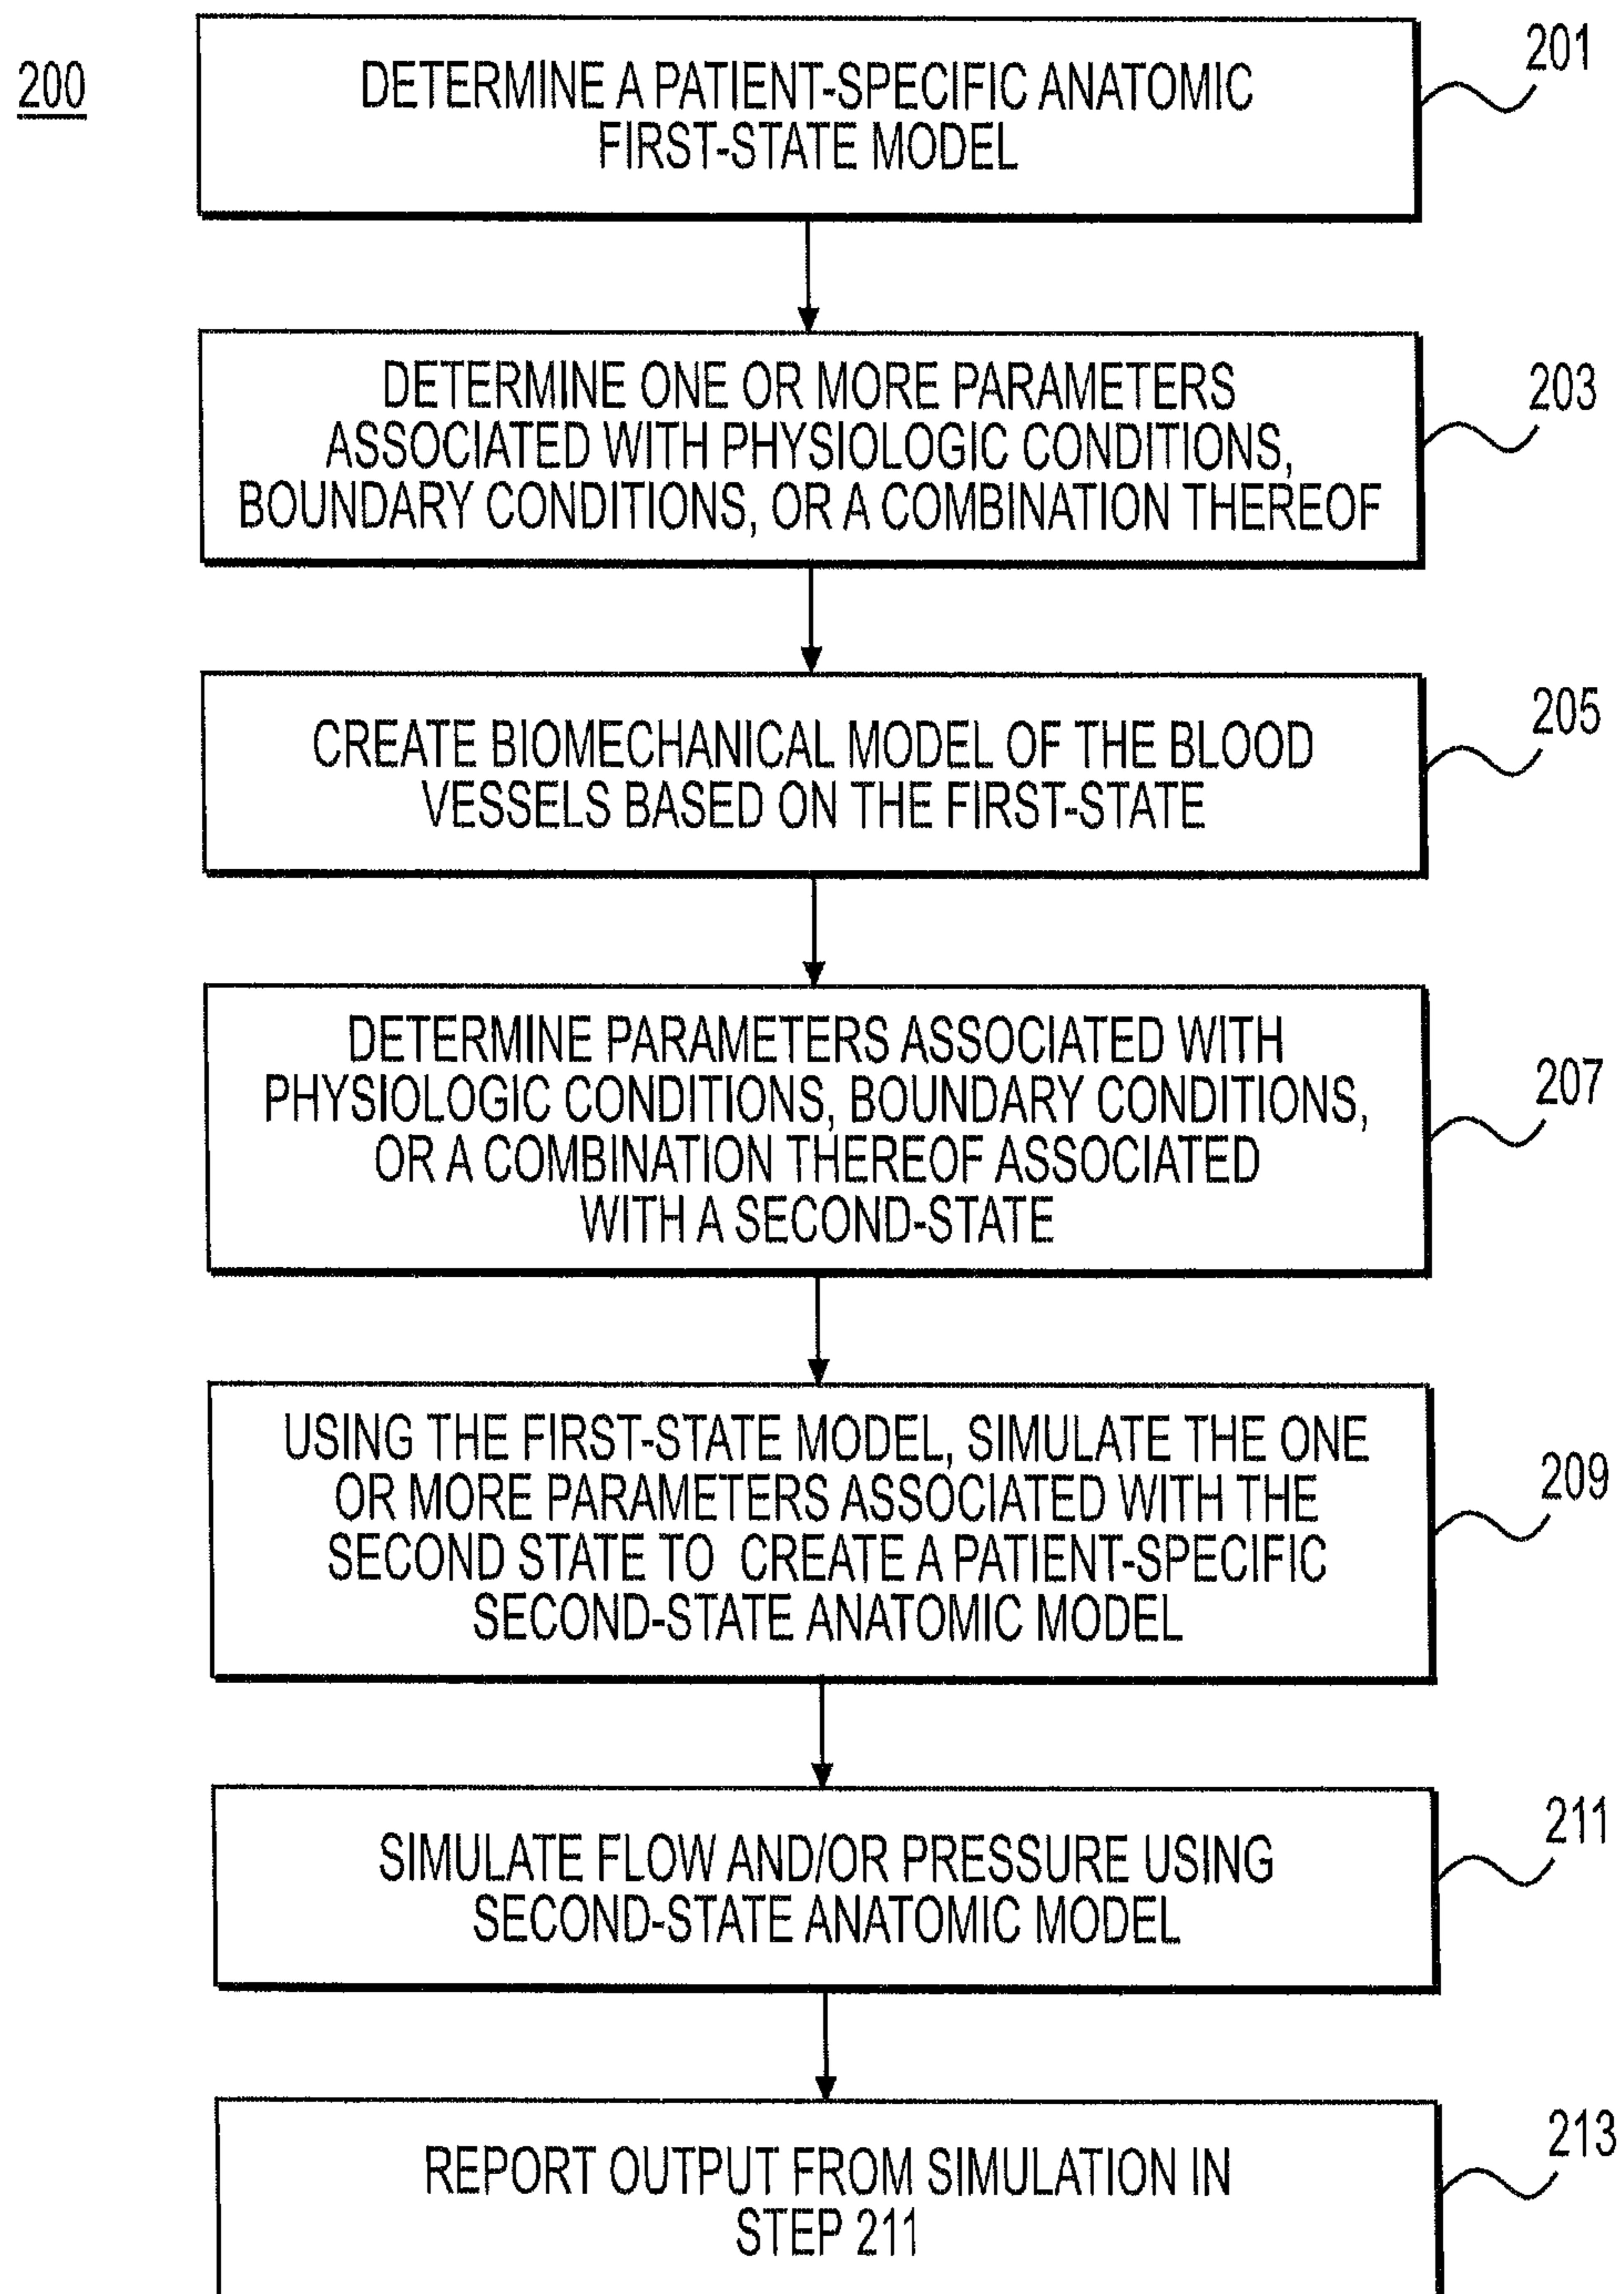 200
DETERMINE A PATIENT-SPECIFIC ANATOMIC
FIRST-STATE MODEL
201
DETERMINE ONE OR MORE PARAMETERS
ASSOCIATED WITH PHYSIOLOGIC CONDITIONS,
BOUNDARY CONDITIONS, OR A COMBINATION THEREOF
203
CREATE BIOMECHANICAL MODEL OF THE BLOOD
VESSELS BASED ON THE FIRST-STATE
205
DETERMINE PARAMETERS ASSOCIATED WITH
PHYSIOLOGIC CONDITIONS, BOUNDARY CONDITIONS,
OR A COMBINATION THEREOF ASSOCIATED
WITH A SECOND-STATE
207
USING THE FIRST-STATE MODEL, SIMULATE THE ONE
OR MORE PARAMETERS ASSOCIATED WITH THE
SECOND STATE TO CREATE A PATIENT-SPECIFIC
SECOND-STATE ANATOMIC MODEL
209
SIMULATE FLOW AND/OR PRESSURE USING
SECOND-STATE ANATOMIC MODEL
211
REPORT OUTPUT FROM SIMULATION IN
STEP 211
213